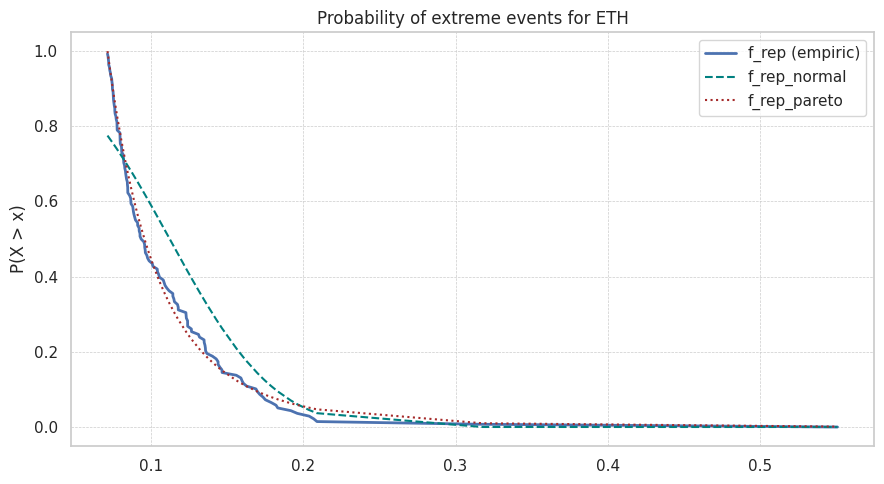 Probability of extreme events for ETH
f_rep (empiric)
f_rep_normal
f_rep_pareto
P(X > x)
1.0
0.8
0.6
0.4
0.2
0.0
0.1
0.2
0.3
0.4
0.5